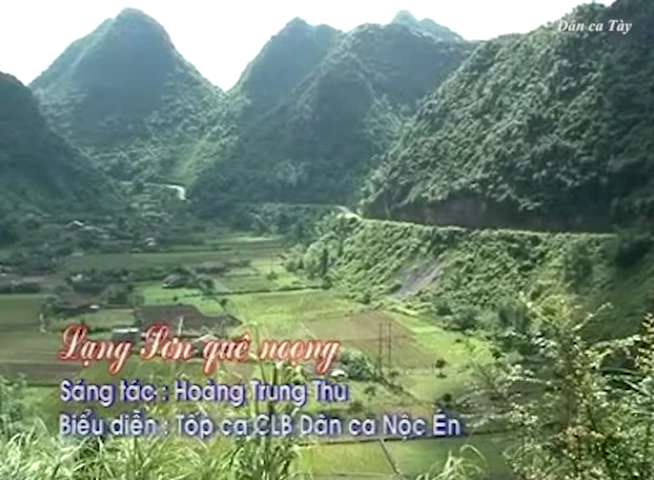 Dân ca Tày
Lạng Sơn quê noọng
Sáng tác : Hoàng Trung Thu
Biểu diễn : Tốp ca CLB Dân ca Nộc Én